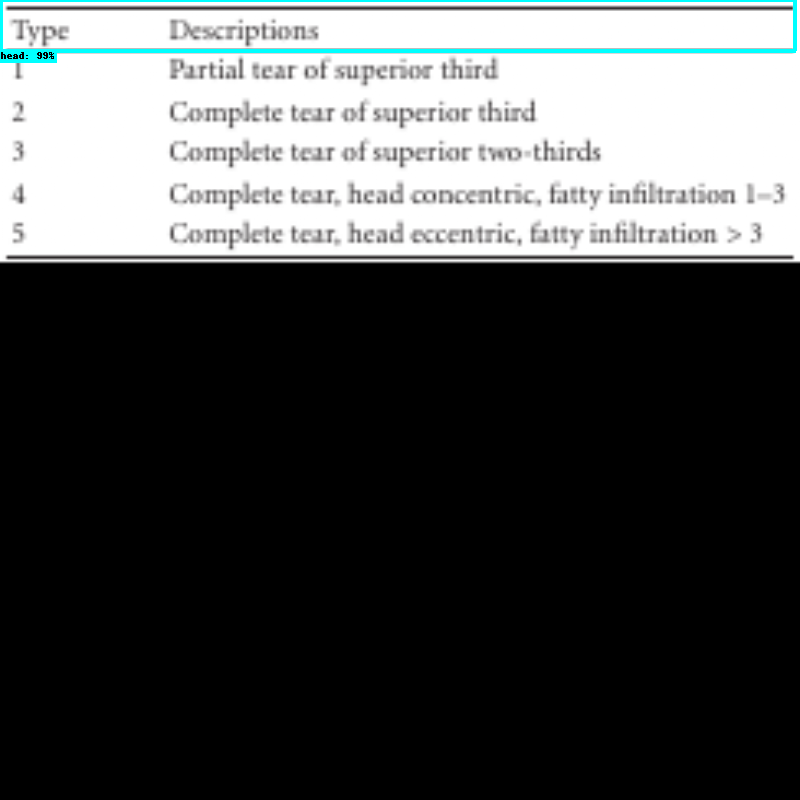 Type Descriptions
head: 99%
1 Partial tear of superior third
2 Complete tear of superior third
3 Complete tear of superior two-thirds
4 Complete tear, head concentric, fatty infiltration 1–3
5 Complete tear, head eccentric, fatty infiltration > 3